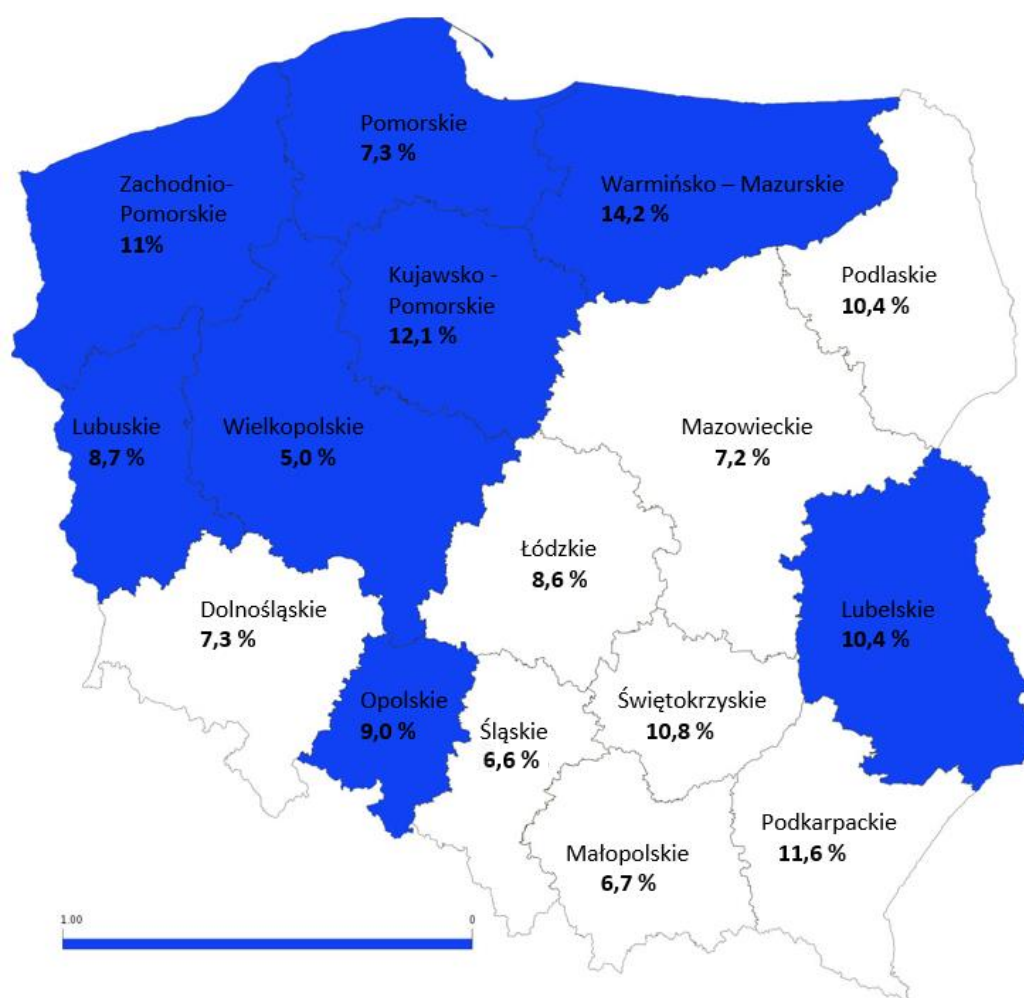 Pomorskie
7,3 %
Zachodnio-
Pomorskie
11%
Warmińsko – Mazurskie
14,2 %
Kujawsko -
Pomorskie
12,1 %
Podlaskie
10,4 %
Lubuskie
8,7 %
Wielkopolskie
5,0 %
Mazowieckie
7,2 %
Łódzkie
8,6 %
Dolnośląskie
7,3 %
Lubelskie
10,4 %
Opolskie
9,0 %
Śląskie
6,6 %
Świętokrzyskie
10,8 %
Małopolskie
6,7 %
Podkarpackie
11,6 %
1.00
0